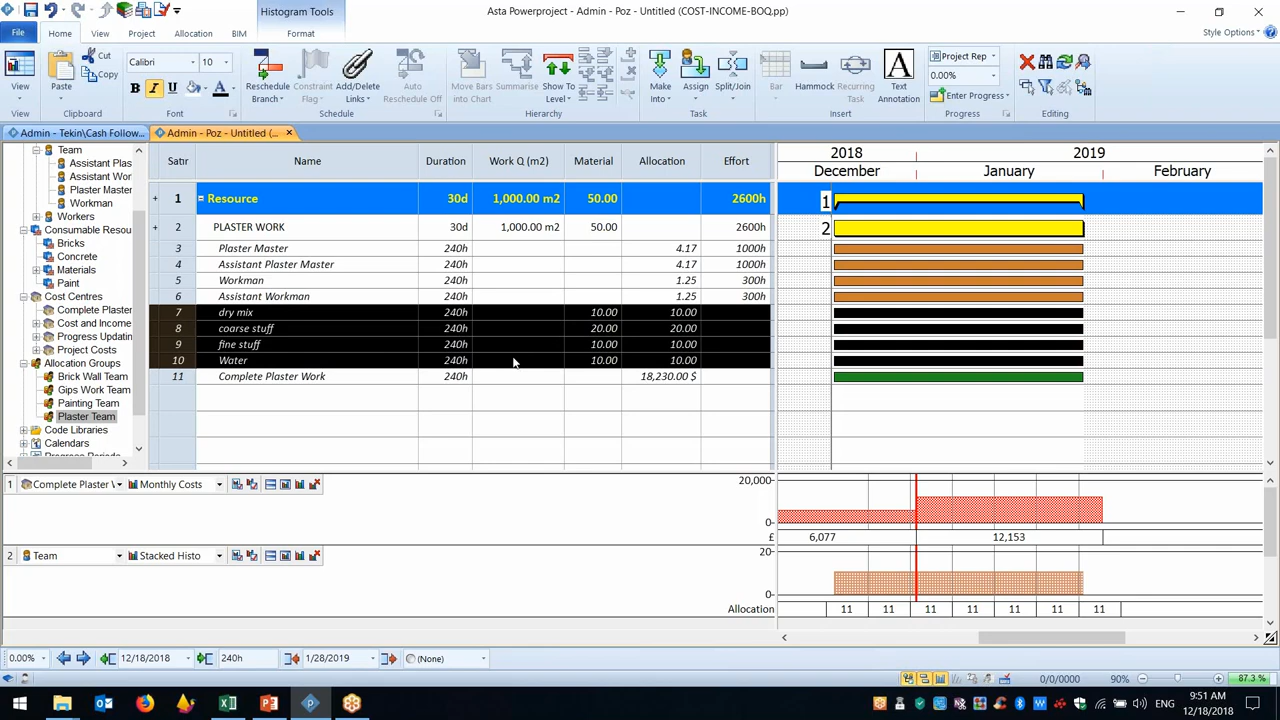 Histogram Tools
Asta Powerproject - Admin - Poz - Untitled (COST-INCOME-BOQ.pp)
File Home View Project Allocation BIM Format Style Options
View
Paste
Cut
Copy
Clipboard
Calibri 10
B I U A
Font
Reschedule Branch
Constraint Flag
Add/Delete Links
Auto Reschedule Off
Schedule
Move Bars into Chart
Summarise
Show To Level
Hierarchy
Make Into
Assign
Split/Join
Task
Bar
Hammock
Recurring Task
Text Annotation
Insert
Project Rep
0.00%
Enter Progress
Progress
Editing
Admin - Tekin\Cash Follow...
Admin - Poz - Untitled (...
Team
Assistant Plas
Assistant Wor
Plaster Master
Workman
Workers
Consumable Resou
Bricks
Concrete
Materials
Paint
Cost Centres
Complete Plaster
Cost and Income
Progress Updatin
Project Costs
Allocation Groups
Brick Wall Team
Gips Work Team
Painting Team
Plaster Team
Code Libraries
Calendars
Satır Name Duration Work Q (m2) Material Allocation Effort
1 Resource 30d 1,000.00 m2 50.00 2600h
2 PLASTER WORK 30d 1,000.00 m2 50.00 2600h
3 Plaster Master 240h 4.17 1000h
4 Assistant Plaster Master 240h 4.17 1000h
5 Workman 240h 1.25 300h
6 Assistant Workman 240h 1.25 300h
7 dry mix 240h 10.00 10.00
8 coarse stuff 240h 20.00 20.00
9 fine stuff 240h 10.00 10.00
10 Water 240h 10.00 10.00
11 Complete Plaster Work 240h 18,230.00 $
2018 2019
December January February
1
2
1 Complete Plaster Monthly Costs
20,000
0
£ 6,077 12,153
2 Team Stacked Histo
20
0
Allocation 11 11 11 11 11 11 11
0.00% 12/18/2018 240h 1/28/2019 (None)
0/0/0000 90% 87.3 %
ENG
9:51 AM
12/18/2018